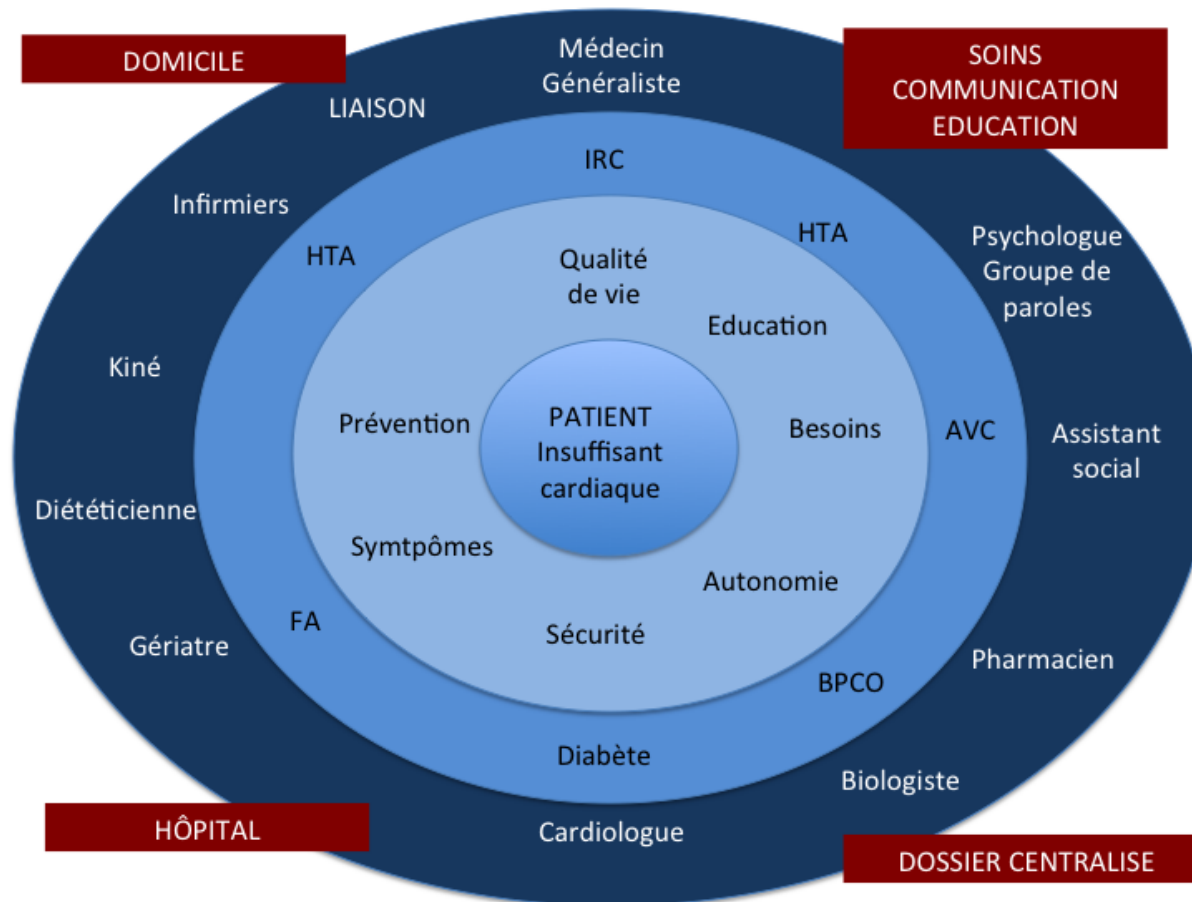 DOMICILE
Médecin
Généraliste
SOINS
COMMUNICATION
EDUCATION
LIAISON
IRC
Infirmiers
HTA
HTA
Psychologue
Groupe de
paroles
Qualité
de vie
Education
Kiné
Prévention
PATIENT
Insuffisant
cardiaque
Besoins
AVC
Assistant
social
Diététicienne
Symtpômes
Autonomie
FA
Sécurité
Gériatre
Pharmacien
BPCO
Diabète
Biologiste
HÔPITAL
Cardiologue
DOSSIER CENTRALISE